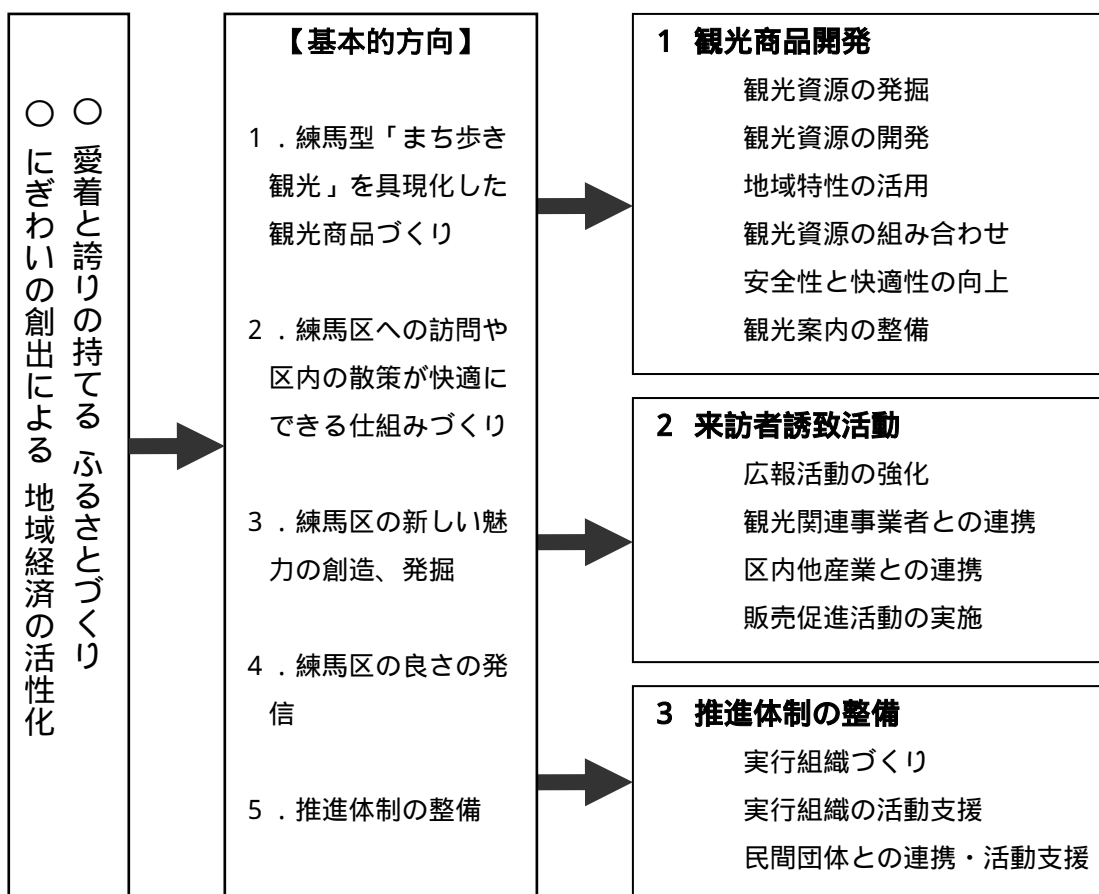 ○ 愛着と誇りの持てる ふるさとづくり
○ にぎわいの創出による 地域経済の活性化
【基本的方向】
1．練馬型「まち歩き
観光」を具現化した
観光商品づくり
2．練馬区への訪問や
区内の散策が快適に
できる仕組みづくり
3．練馬区の新しい魅
力の創造、発掘
4．練馬区の良さの発
信
5．推進体制の整備
1 観光商品開発
観光資源の発掘
観光資源の開発
地域特性の活用
観光資源の組み合わせ
安全性と快適性の向上
観光案内の整備
2 来訪者誘致活動
広報活動の強化
観光関連事業者との連携
区内他産業との連携
販売促進活動の実施
3 推進体制の整備
実行組織づくり
実行組織の活動支援
民間団体との連携・活動支援